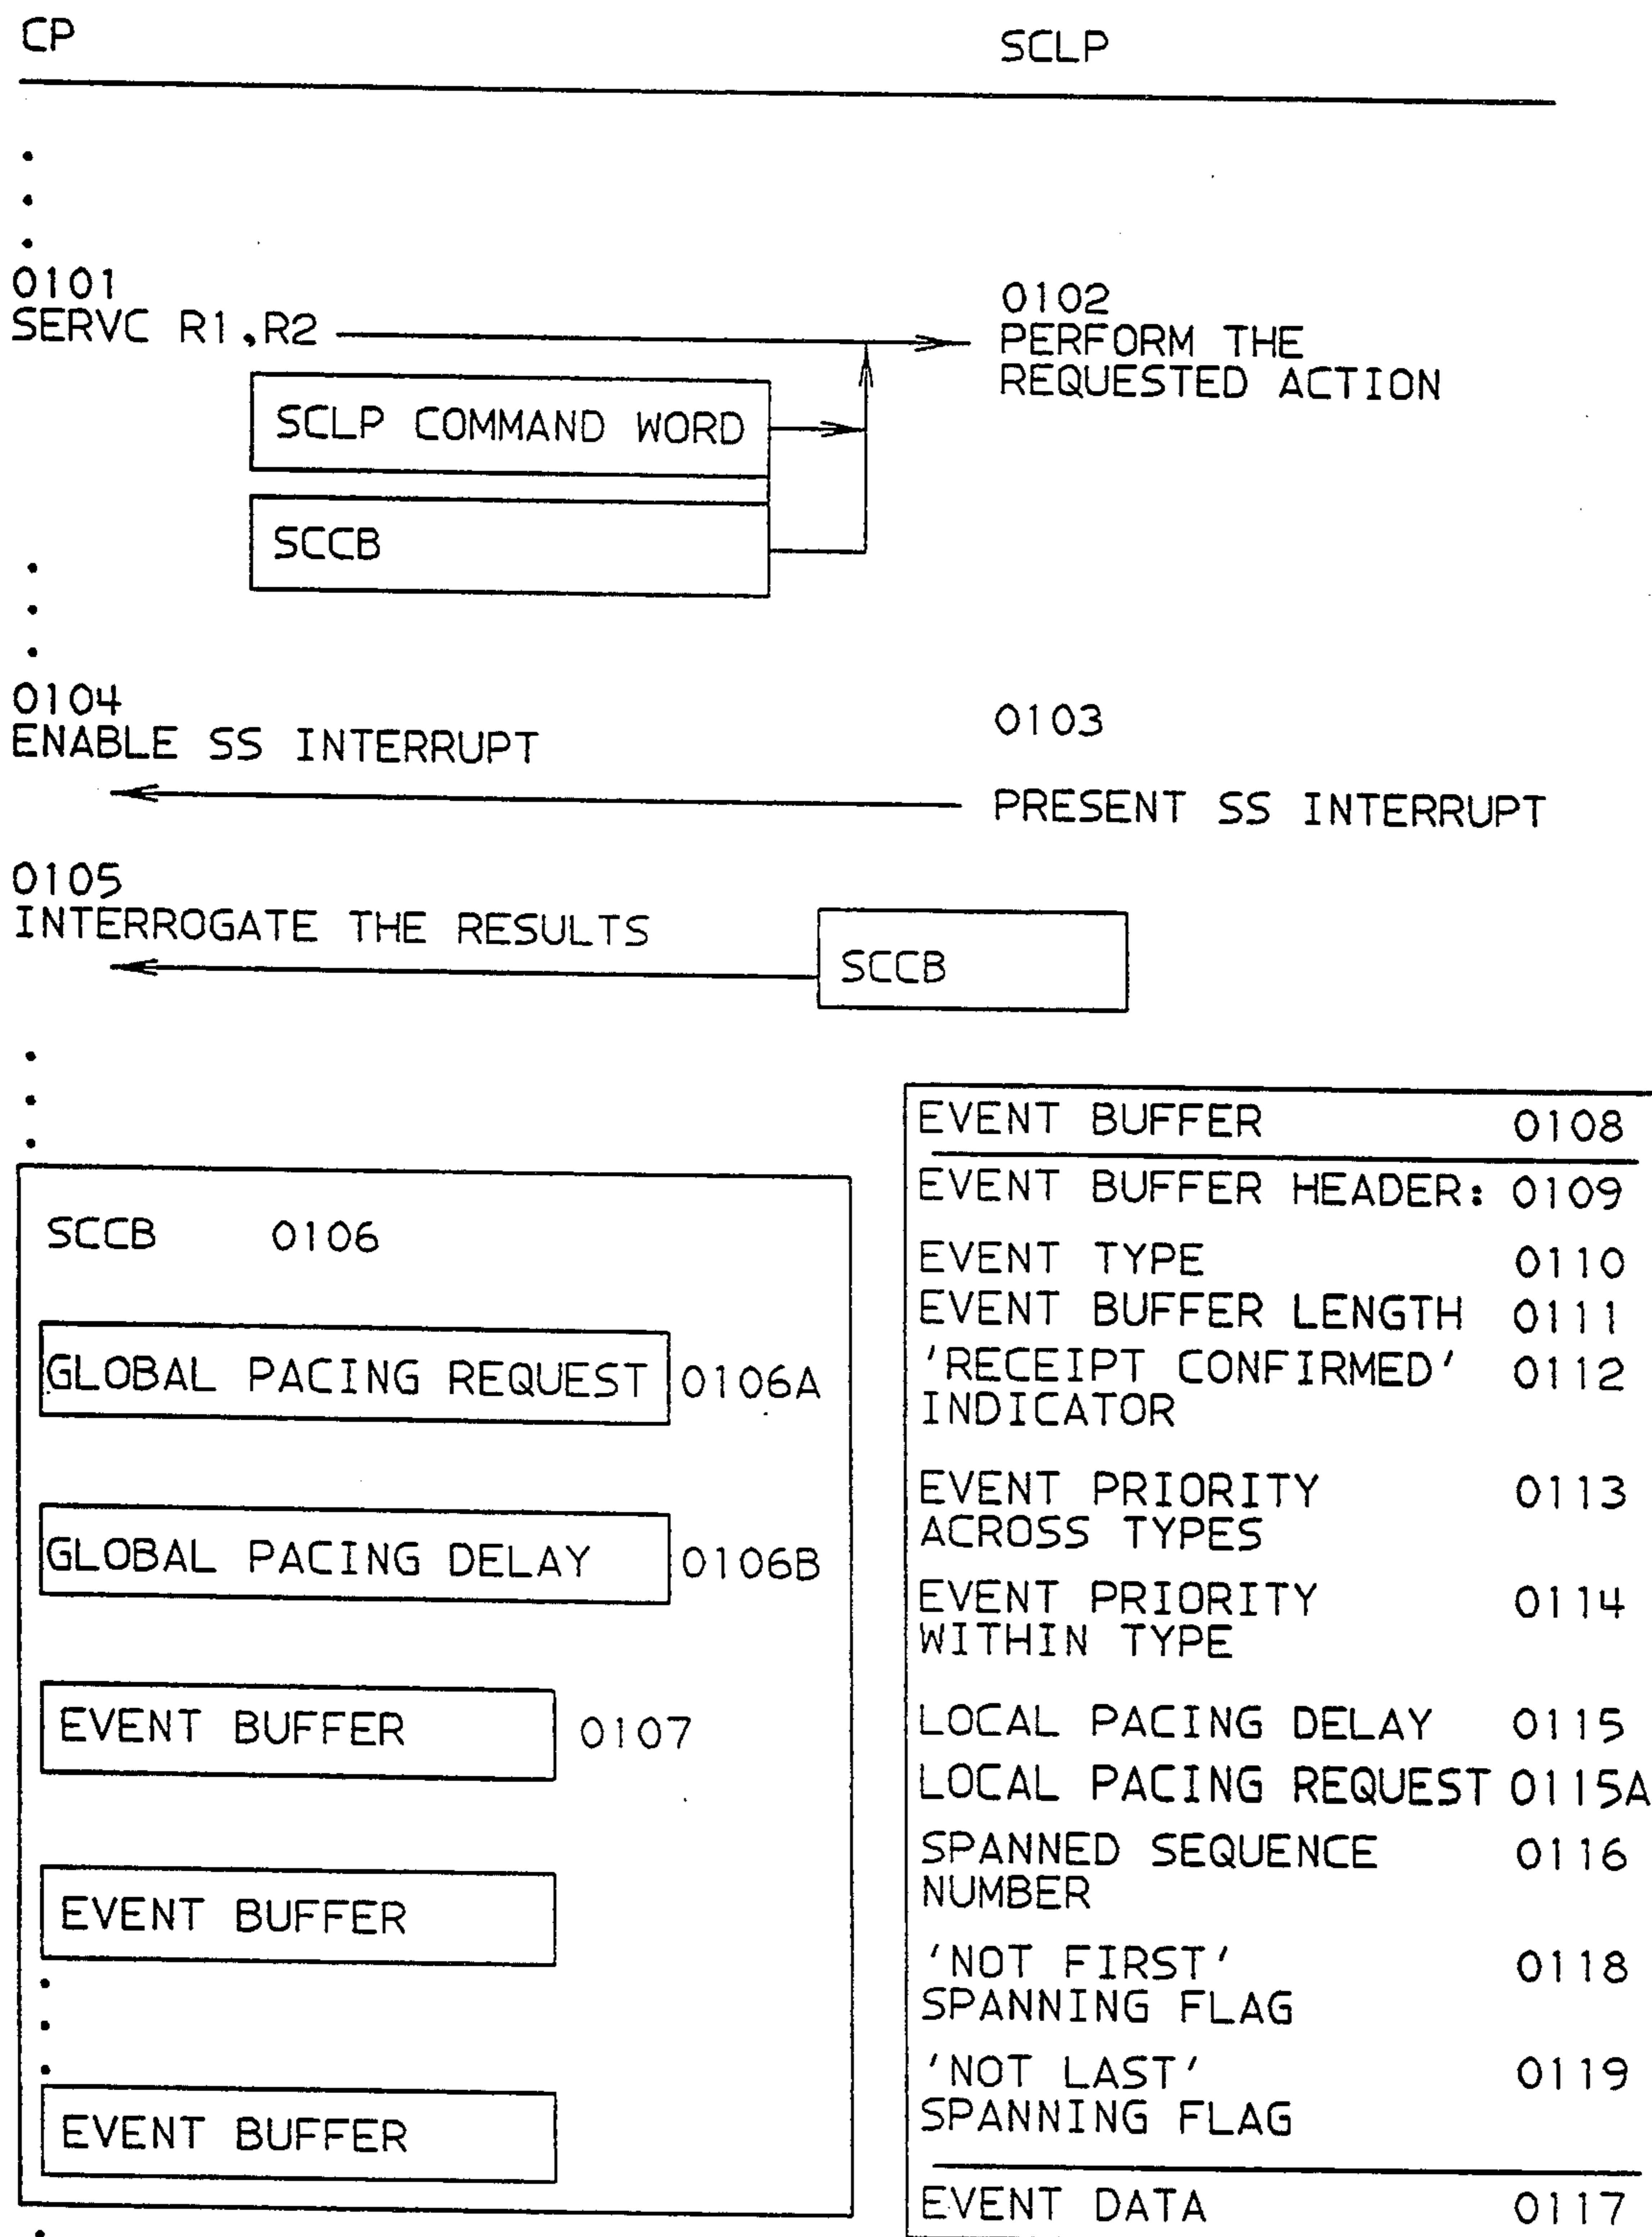 CP SCLP
0101
SERVC R1,R2
0102
PERFORM THE
REQUESTED ACTION
SCLP COMMAND WORD
SCCB
0104
ENABLE SS INTERRUPT
0103
PRESENT SS INTERRUPT
0105
INTERROGATE THE RESULTS
SCCB
SCCB 0106
GLOBAL PACING REQUEST 0106A
GLOBAL PACING DELAY 0106B
EVENT BUFFER 0107
EVENT BUFFER
EVENT BUFFER
EVENT BUFFER 0108
EVENT BUFFER HEADER: 0109
EVENT TYPE 0110
EVENT BUFFER LENGTH 0111
'RECEIPT CONFIRMED' 0112
INDICATOR
EVENT PRIORITY 0113
ACROSS TYPES
EVENT PRIORITY 0114
WITHIN TYPE
LOCAL PACING DELAY 0115
LOCAL PACING REQUEST 0115A
SPANNED SEQUENCE 0116
NUMBER
'NOT FIRST' 0118
SPANNING FLAG
'NOT LAST' 0119
SPANNING FLAG
EVENT DATA 0117